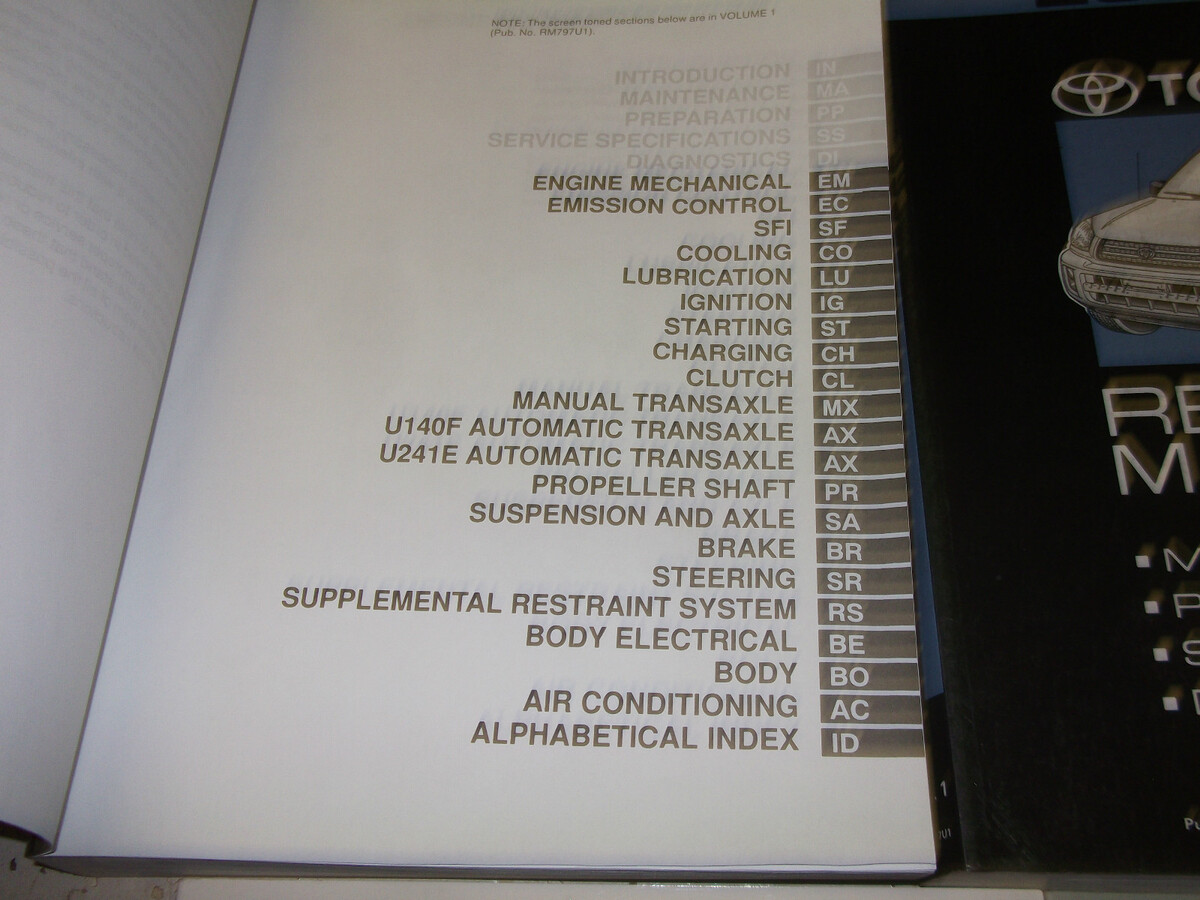 NOTE: The screen toned sections below are in VOLUME 1
(Pub. No. RM797U1).
INTRODUCTION IN
MAINTENANCE MA
PREPARATION PP
SERVICE SPECIFICATIONS SS
DIAGNOSTICS DI
ENGINE MECHANICAL EM
EMISSION CONTROL EC
SFI SF
COOLING CO
LUBRICATION LU
IGNITION IG
STARTING ST
CHARGING CH
CLUTCH CL
MANUAL TRANSAXLE MX
U140F AUTOMATIC TRANSAXLE AX
U241E AUTOMATIC TRANSAXLE AX
PROPELLER SHAFT PR
SUSPENSION AND AXLE SA
BRAKE BR
STEERING SR
SUPPLEMENTAL RESTRAINT SYSTEM RS
BODY ELECTRICAL BE
BODY BO
AIR CONDITIONING AC
ALPHABETICAL INDEX ID
TO
RE
M
1